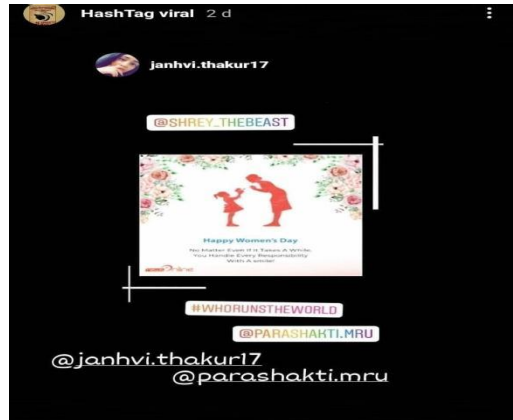 HashTag viral 2 d
janhvi.thakur17
@SHREY_THEBEAST
Happy Women's Day
No Matter Even If It Takes A While,
You Handle Every Responsibility
With A smile!
#WHORUNSTHEWORLD
@PARASHAKTI.MRU
@janhvi.thakur17
@parashakti.mru